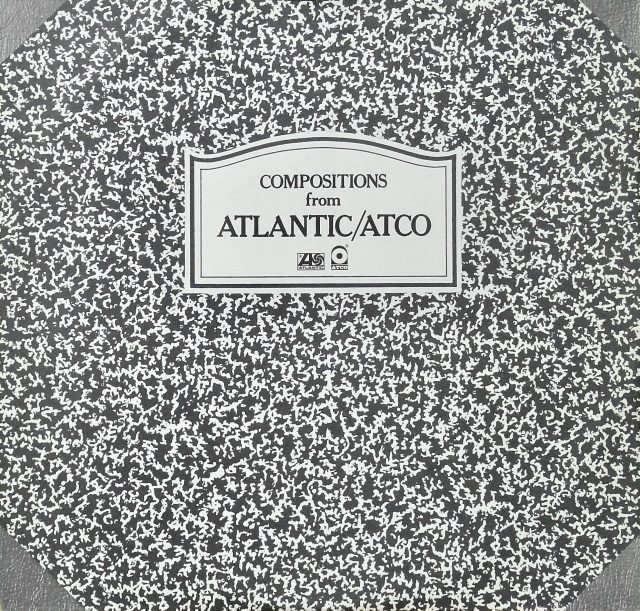 COMPOSITIONS
from
ATLANTIC/ATCO
ATLANTIC
ATCO